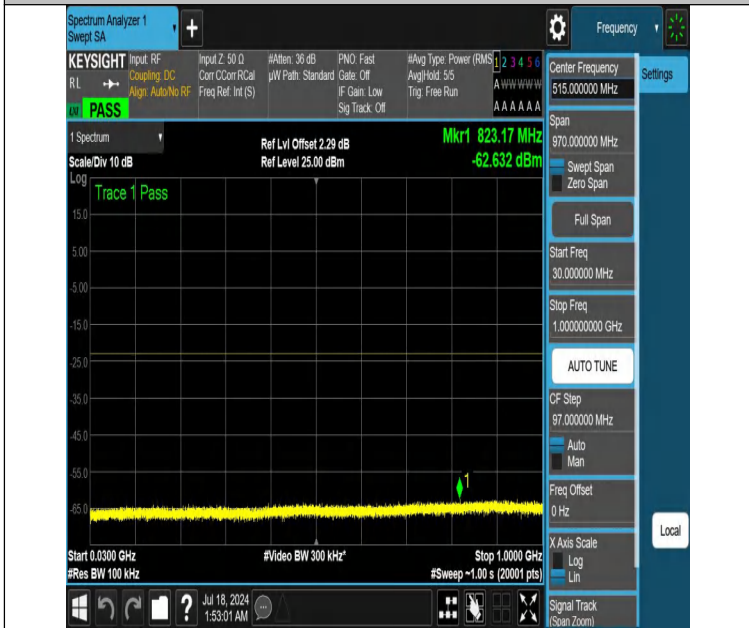 Spectrum Analyzer 1
Swept SA
+
Frequency
KEYSIGHT
RL
PASS
Input: RF
Coupling: DC
Align: Auto/No RF
Input Z: 50 Ω
Corr CCorr RCal
Freq Ref: Int (S)
#Atten: 36 dB
µW Path: Standard
PNO: Fast
Gate: Off
IF Gain: Low
Sig Track: Off
#Avg Type: Power (RMS
Avg|Hold: 5/5
Trig: Free Run
1 2 3 4 5 6
A W W W W W
A A A A A A
1 Spectrum
Scale/Div 10 dB
Ref Lvl Offset 2.29 dB
Ref Level 25.00 dBm
Mkr1 823.17 MHz
-62.632 dBm
Log
Trace 1 Pass
15.0
5.00
-5.00
-15.0
-25.0
-35.0
-45.0
-55.0
-65.0
1
Start 0.0300 GHz
#Res BW 100 kHz
#Video BW 300 kHz*
Stop 1.0000 GHz
#Sweep ~1.00 s (20001 pts)
Center Frequency
515.000000 MHz
Settings
Span
970.000000 MHz
Swept Span
Zero Span
Full Span
Start Freq
30.000000 MHz
Stop Freq
1.000000000 GHz
AUTO TUNE
CF Step
97.000000 MHz
Auto
Man
Freq Offset
0 Hz
X Axis Scale
Log
Lin
Local
Signal Track
(Span Zoom)
?
Jul 18, 2024
1:53:01 AM